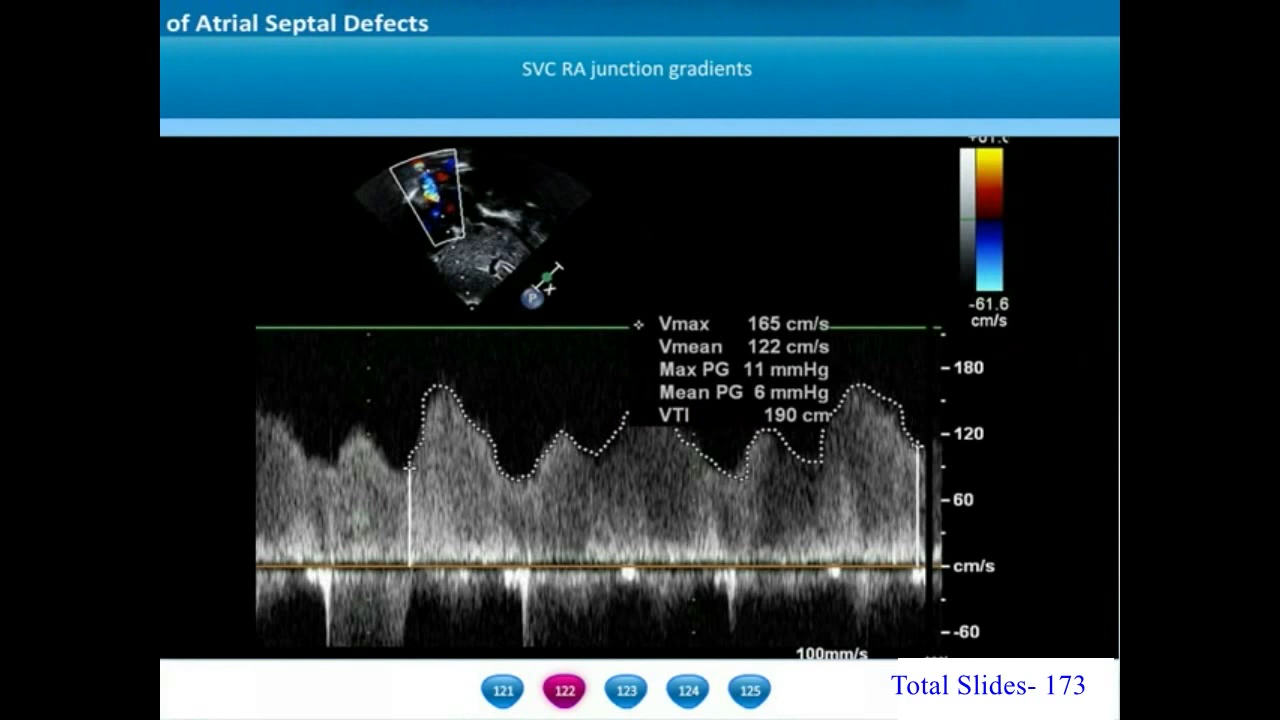 of Atrial Septal Defects
SVC RA junction gradients
-61.6
cm/s
P
Vmax 165 cm/s
Vmean 122 cm/s
Max PG 11 mmHg
Mean PG 6 mmHg
VTI 190 cm
180
120
60
cm/s
-60
100mm/s
121 122 123 124 125
Total Slides- 173